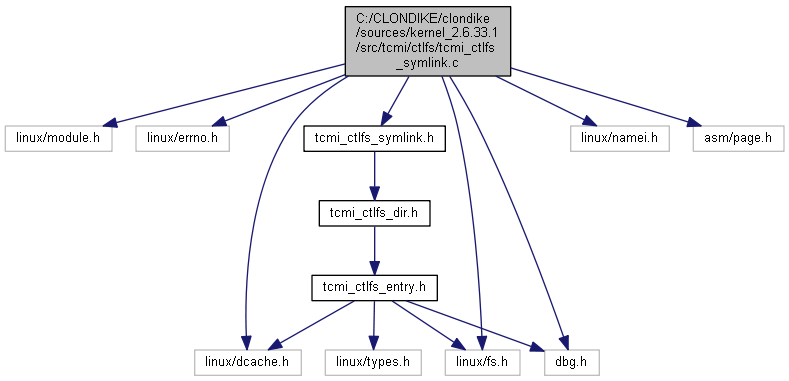 C:/CLONDIKE/clondike
/sources/kernel_2.6.33.1
/src/tcmi/ctlfs/tcmi_ctlfs
_symlink.c
linux/module.h
linux/errno.h
tcmi_ctlfs_symlink.h
linux/namei.h
asm/page.h
tcmi_ctlfs_dir.h
tcmi_ctlfs_entry.h
linux/dcache.h
linux/types.h
linux/fs.h
dbg.h